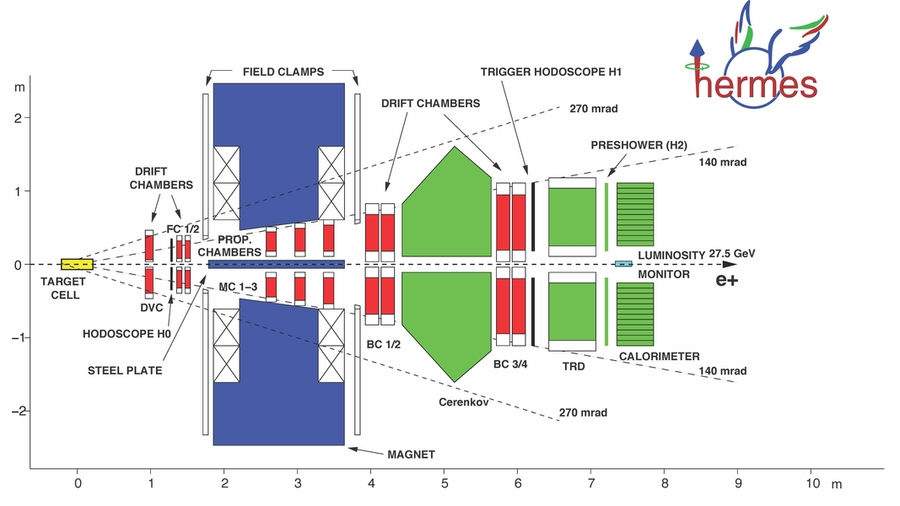 hermes
m
2
1
0
−1
−2
FIELD CLAMPS
TRIGGER HODOSCOPE H1
DRIFT CHAMBERS
270 mrad
PRESHOWER (H2)
140 mrad
DRIFT
CHAMBERS
FC 1/2
PROP.
CHAMBERS
LUMINOSITY
27.5 GeV
MONITOR
e+
TARGET
CELL
MC 1−3
DVC
HODOSCOPE H0
STEEL PLATE
BC 1/2
BC 3/4
TRD
CALORIMETER
140 mrad
Cerenkov
270 mrad
MAGNET
0
1
2
3
4
5
6
7
8
9
10
m